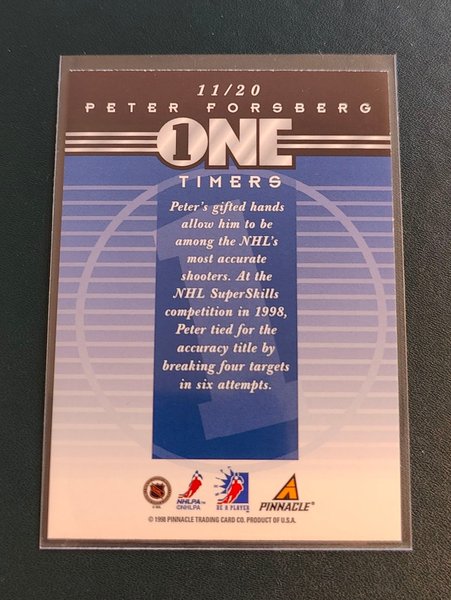 11/20
PETER FORSBERG
1 ONE
TIMERS
Peter's gifted hands
allow him to be
among the NHL's
most accurate
shooters. At the
NHL SuperSkills
competition in 1998,
Peter tied for the
accuracy title by
breaking four targets
in six attempts.
NHLPA™
©NHLPA
BE A PLAYER
PINNACLE®
© 1998 PINNACLE TRADING CARD CO. PRODUCT OF U.S.A.